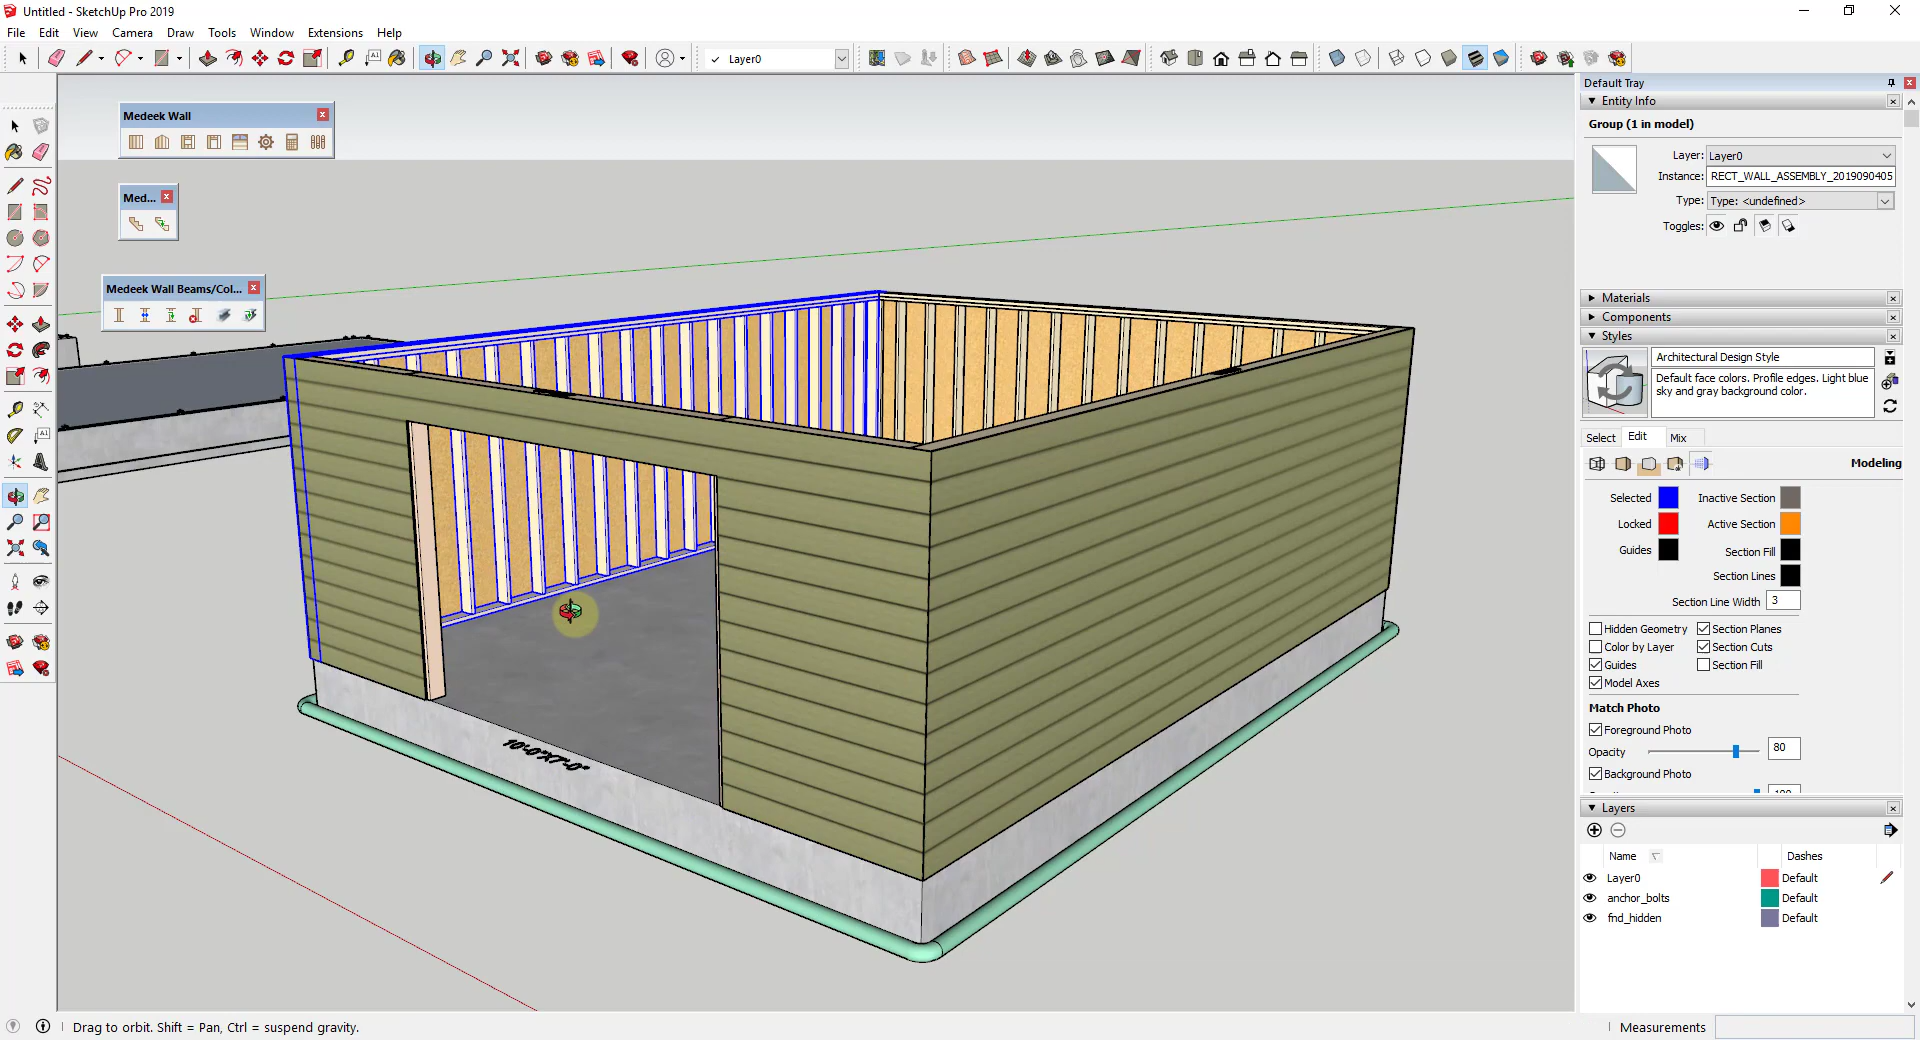 Untitled - SketchUp Pro 2019
File Edit View Camera Draw Tools Window Extensions Help
Layer0
Medeek Wall
Med...
Medeek Wall Beams/Col...
10'-0"X7'-0"
Default Tray
Entity Info
Group (1 in model)
Layer: Layer0
Instance: RECT_WALL_ASSEMBLY_2019090405
Type: Type: <undefined>
Toggles:
Materials
Components
Styles
Architectural Design Style
Default face colors. Profile edges. Light blue
sky and gray background color.
Select Edit Mix
Modeling
Selected Inactive Section
Locked Active Section
Guides Section Fill
Section Lines
Section Line Width 3
Hidden Geometry Section Planes
Color by Layer Section Cuts
Guides Section Fill
Model Axes
Match Photo
Foreground Photo
Opacity 80
Background Photo
Layers
Name Dashes
Layer0 Default
anchor_bolts Default
fnd_hidden Default
Drag to orbit. Shift = Pan, Ctrl = suspend gravity.
Measurements